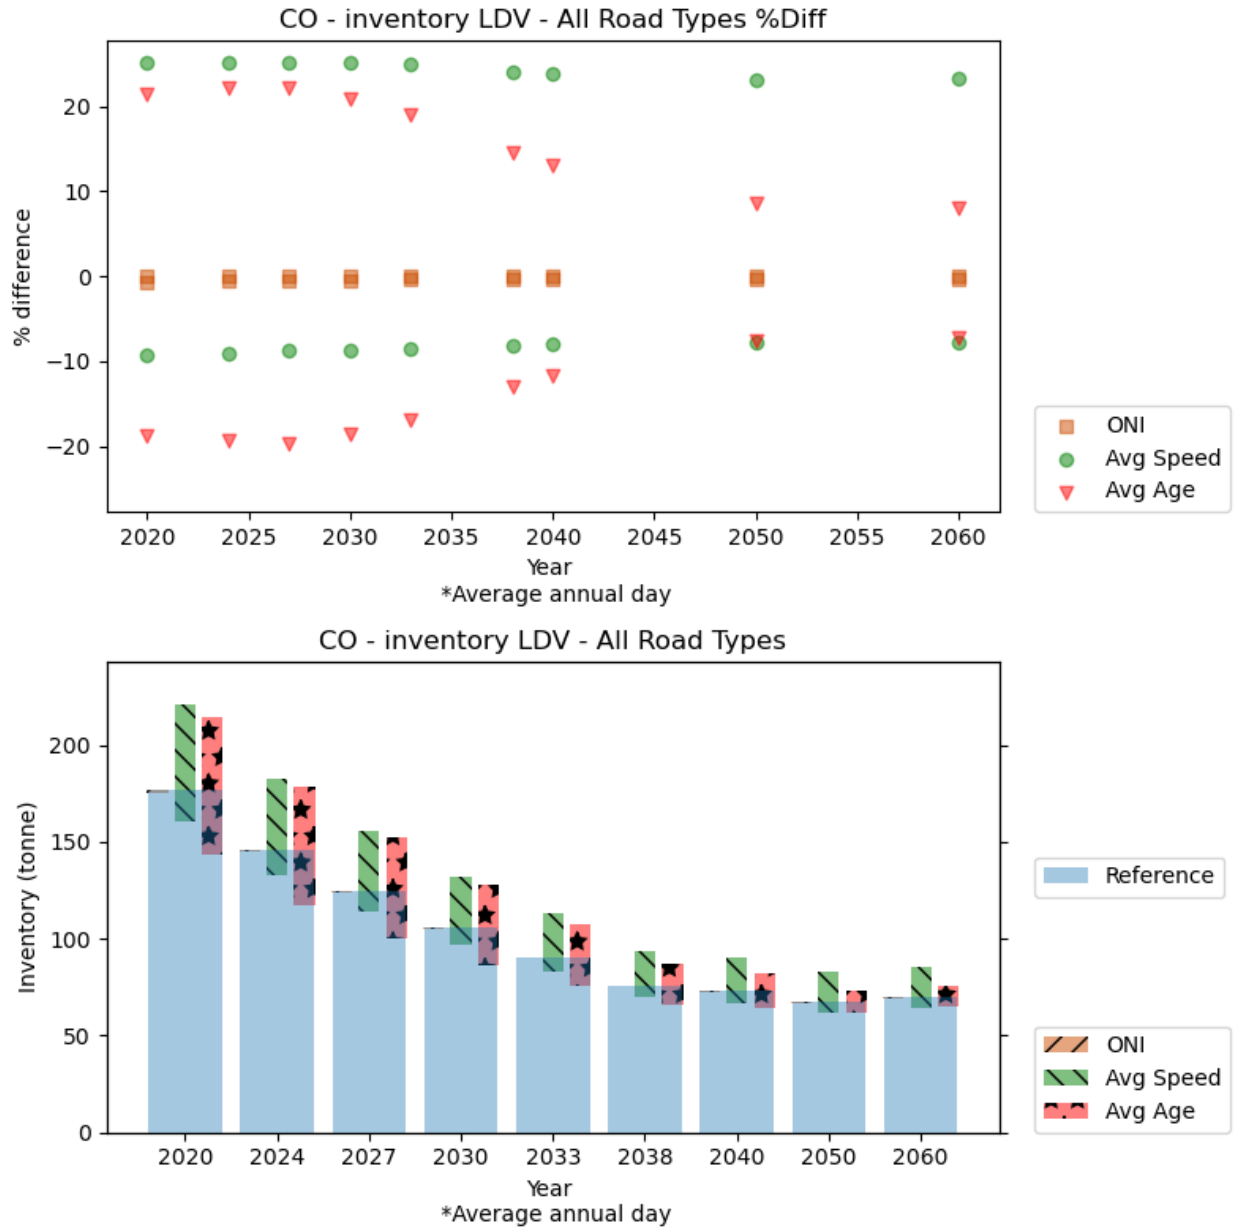 CO - inventory LDV - All Road Types %Diff
% difference
20
10
0
−10
−20
2020 2025 2030 2035 2040 2045 2050 2055 2060
Year
*Average annual day
ONI
Avg Speed
Avg Age
CO - inventory LDV - All Road Types
Inventory (tonne)
200
150
100
50
0
2020 2024 2027 2030 2033 2038 2040 2050 2060
Year
*Average annual day
Reference
ONI
Avg Speed
Avg Age